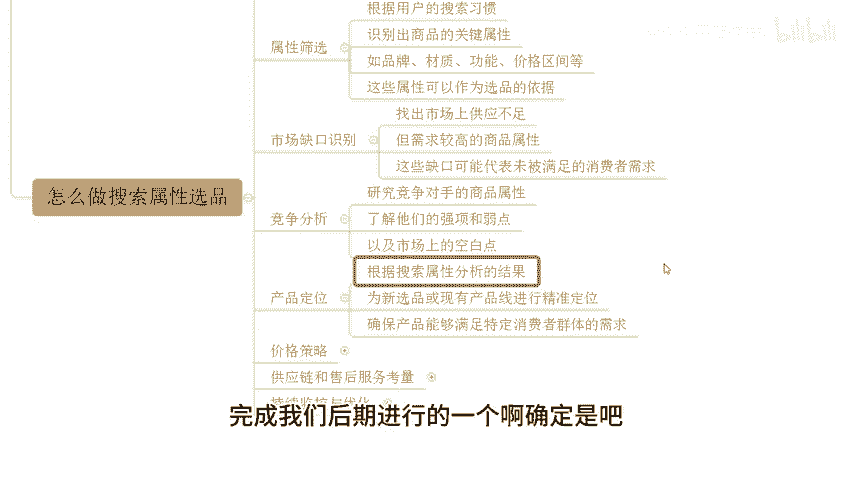 根据用户的搜索习惯
属性筛选
识别出商品的关键属性
如品牌、材质、功能、价格区间等
这些属性可以作为选品的依据
找出市场上供应不足
市场缺口识别
但需求较高的商品属性
这些缺口可能代表未被满足的消费者需求
怎么做搜索属性选品
研究竞争对手的商品属性
竞争分析
了解他们的强项和弱点
以及市场上的空白点
根据搜索属性分析的结果
产品定位
为新选品或现有产品线进行精准定位
确保产品能够满足特定消费者群体的需求
价格策略
供应链和售后服务考量
持续监控与优化
完成我们后期进行的一个啊确定是吧
bilibili